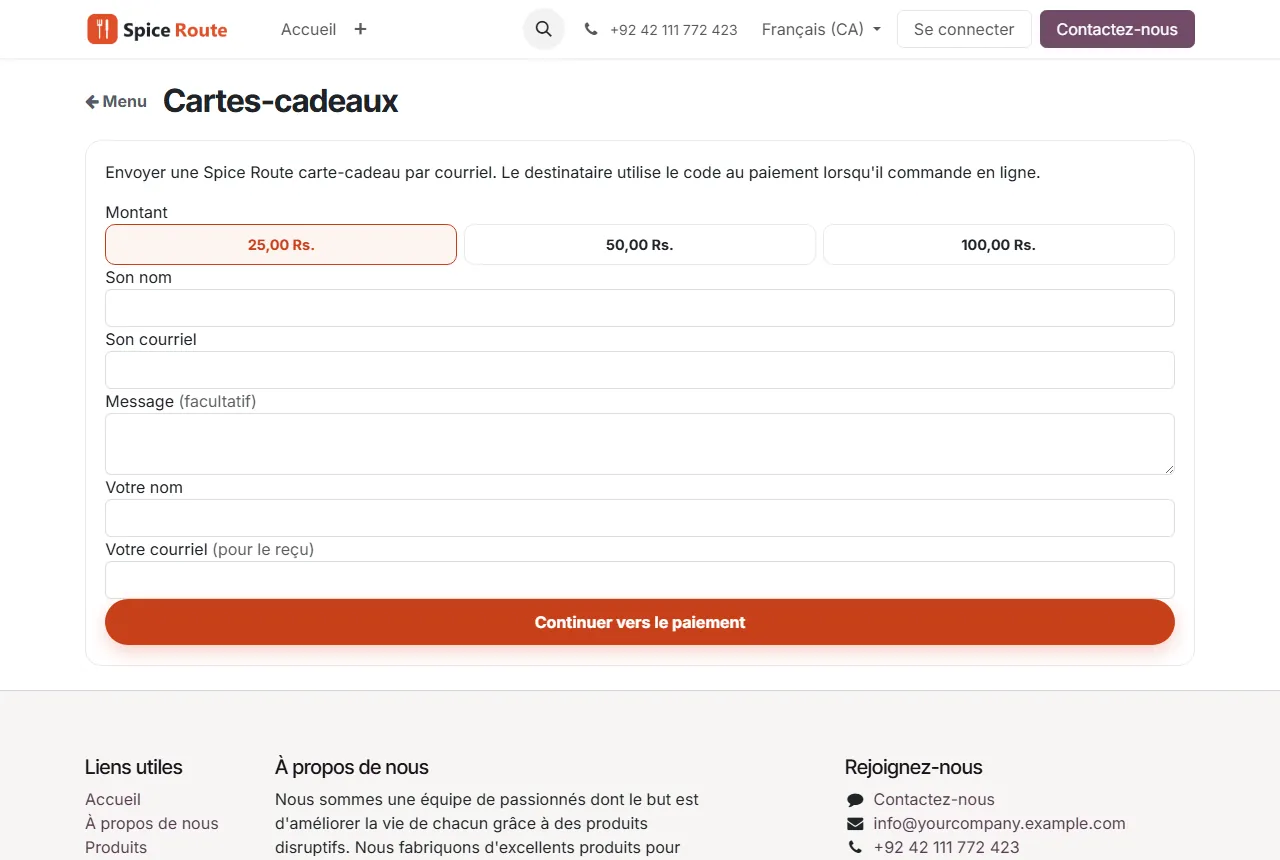 Spice Route
Accueil
+92 42 111 772 423
Français (CA)
Se connecter
Contactez-nous
Menu
Cartes-cadeaux
Envoyer une Spice Route carte-cadeau par courriel. Le destinataire utilise le code au paiement lorsqu'il commande en ligne.
Montant
25,00 Rs.
50,00 Rs.
100,00 Rs.
Son nom
Son courriel
Message (facultatif)
Votre nom
Votre courriel (pour le reçu)
Continuer vers le paiement
Liens utiles
Accueil
À propos de nous
Produits
À propos de nous
Nous sommes une équipe de passionnés dont le but est
d'améliorer la vie de chacun grâce à des produits
disruptifs. Nous fabriquons d'excellents produits pour
Rejoignez-nous
Contactez-nous
info@yourcompany.example.com
+92 42 111 772 423